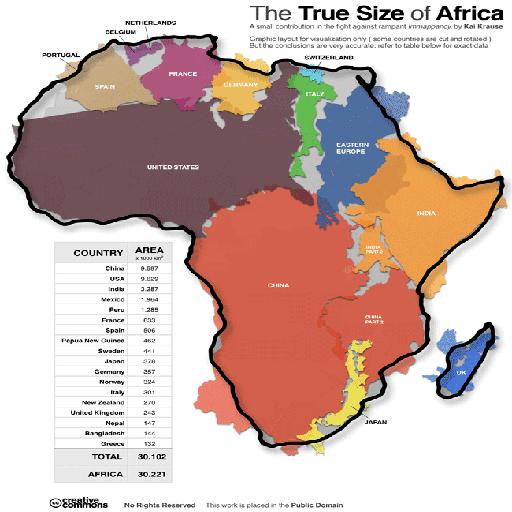 The True Size of Africa
A small contribution in the fight against rampant Immappancy, by Kai Krause
Graphic layout for visualization only ( some countries are cut and rotated )
But the conclusions are very accurate: refer to table below for exact data
NETHERLANDS
BELGIUM
PORTUGAL
SWITZERLAND
SPAIN
FRANCE
GERMANY
ITALY
EASTERN
EUROPE
UNITED STATES
INDIA
INDIA
PART 2
CHINA
CHINA
PART 2
UK
JAPAN
COUNTRY AREA
x 1000 km²
China 9.597
USA 9.629
India 3.287
Mexico 1.964
Peru 1.285
France 633
Spain 506
Papua New Guinea 462
Sweden 441
Japan 378
Germany 357
Norway 324
Italy 301
New Zealand 270
United Kingdom 243
Nepal 147
Bangladesh 144
Greece 132
TOTAL 30.102
AFRICA 30.221
cc creative
commons
No Rights Reserved This work is placed in the Public Domain